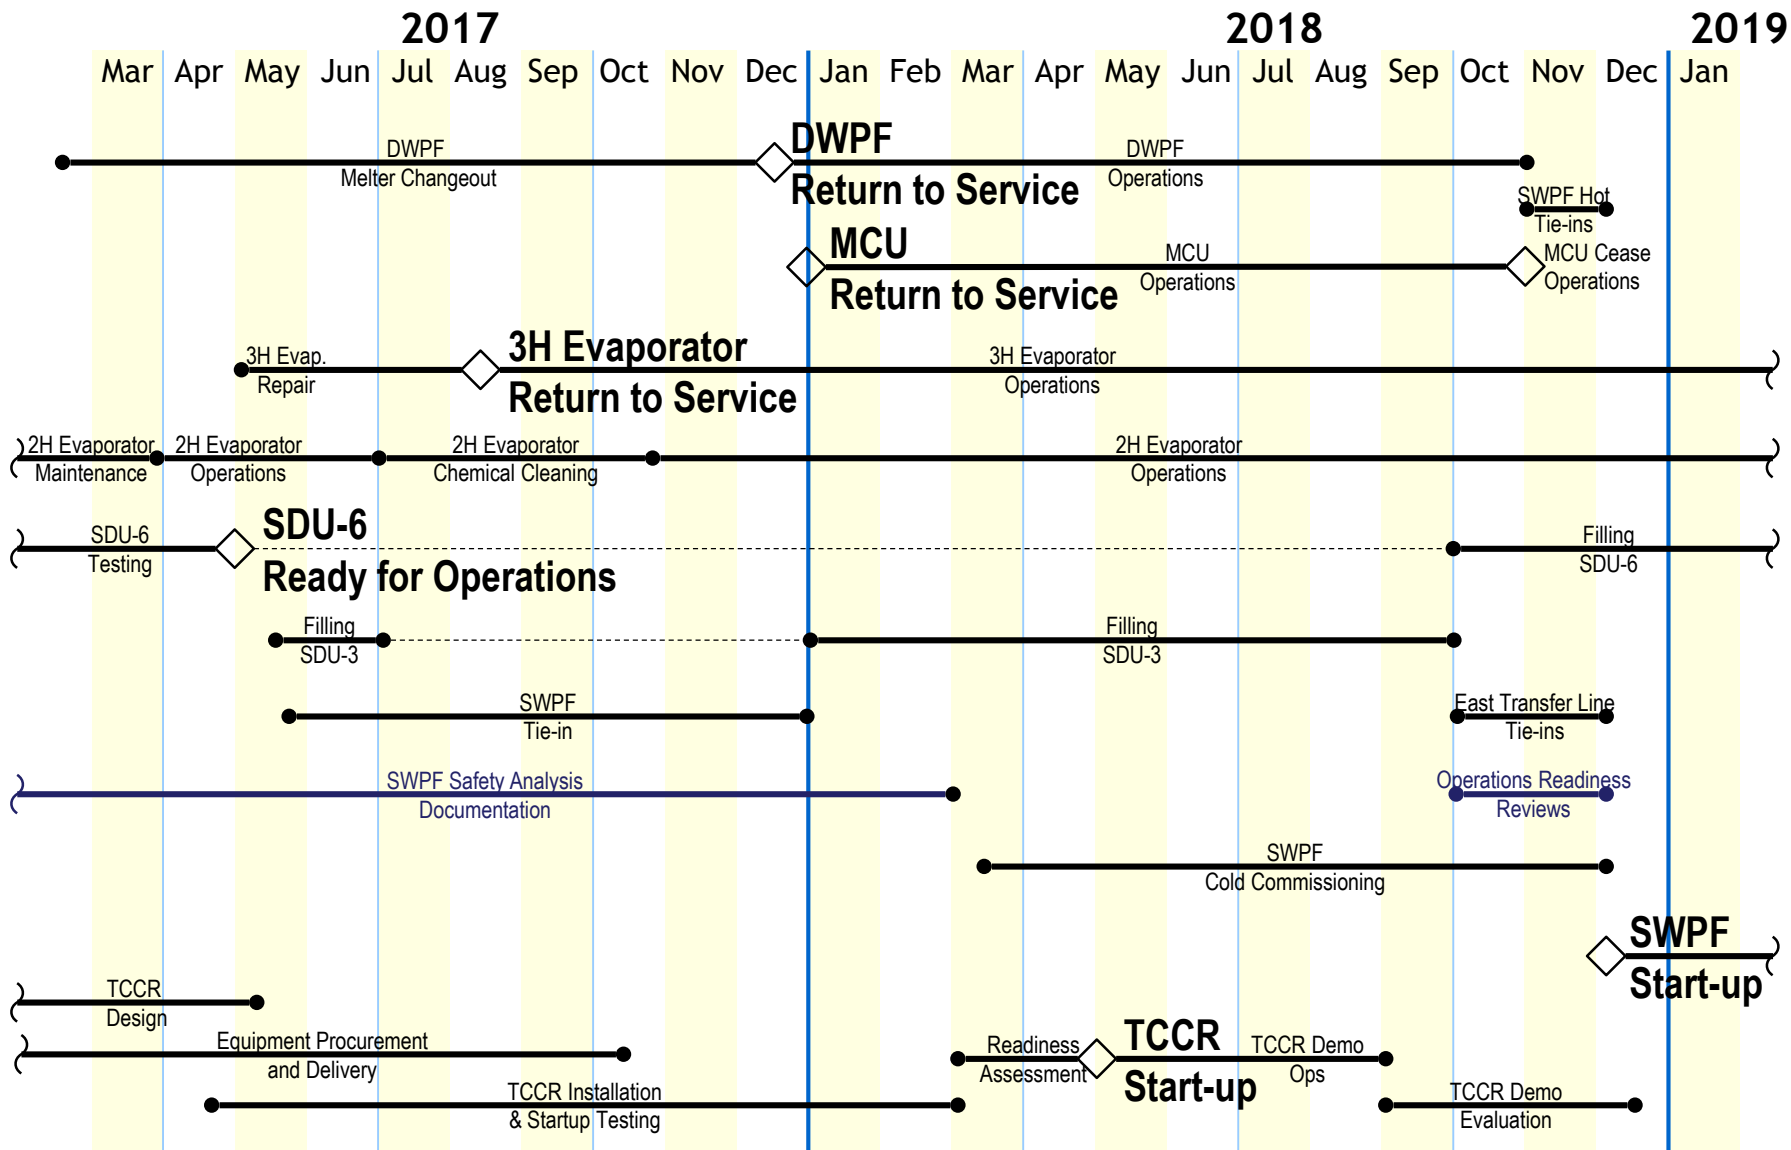 2017 2018 2019
Mar Apr May Jun Jul Aug Sep Oct Nov Dec Jan Feb Mar Apr May Jun Jul Aug Sep Oct Nov Dec Jan
DWPF
Melter Changeout
DWPF
Return to Service
DWPF
Operations
SWPF Hot
Tie-ins
MCU
Return to Service
MCU
Operations
MCU Cease
Operations
3H Evap.
Repair
3H Evaporator
Return to Service
3H Evaporator
Operations
2H Evaporator
Maintenance
2H Evaporator
Operations
2H Evaporator
Chemical Cleaning
2H Evaporator
Operations
SDU-6
Testing
SDU-6
Ready for Operations
Filling
SDU-6
Filling
SDU-3
Filling
SDU-3
SWPF
Tie-in
East Transfer Line
Tie-ins
SWPF Safety Analysis
Documentation
Operations Readiness
Reviews
SWPF
Cold Commissioning
SWPF
Start-up
TCCR
Design
Equipment Procurement
and Delivery
Readiness
Assessment
TCCR
Start-up
TCCR Demo
Ops
TCCR Installation
& Startup Testing
TCCR Demo
Evaluation